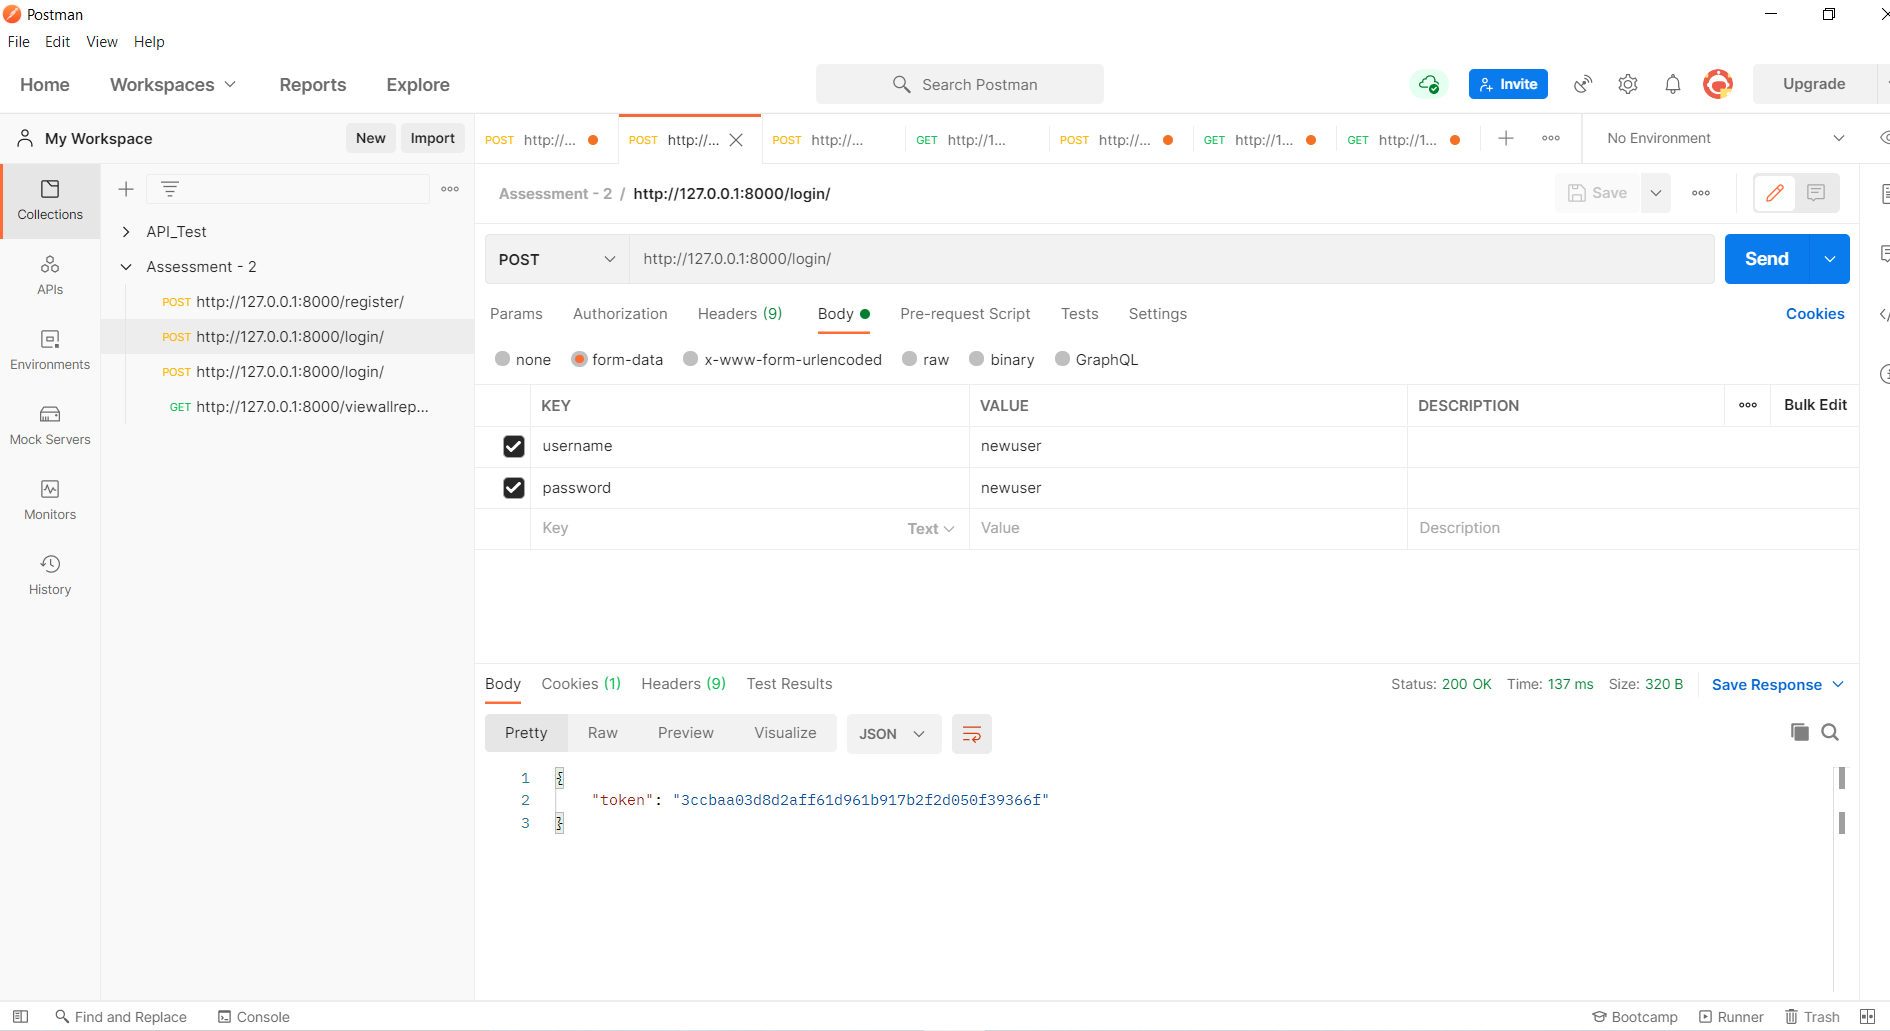 Postman
File Edit View Help
Home Workspaces Reports Explore Search Postman Invite Upgrade
My Workspace New Import
POST http://... POST http://... POST http://... GET http://1... POST http://... GET http://1... GET http://1... No Environment
Collections
APIs
Environments
Mock Servers
Monitors
History
API_Test
Assessment - 2
POST http://127.0.0.1:8000/register/
POST http://127.0.0.1:8000/login/
POST http://127.0.0.1:8000/login/
GET http://127.0.0.1:8000/viewallrep...
Assessment - 2 / http://127.0.0.1:8000/login/ Save
POST http://127.0.0.1:8000/login/ Send
Params Authorization Headers (9) Body Pre-request Script Tests Settings Cookies
none form-data x-www-form-urlencoded raw binary GraphQL
KEY VALUE DESCRIPTION Bulk Edit
username newuser
password newuser
Key Text Value Description
Body Cookies (1) Headers (9) Test Results Status: 200 OK Time: 137 ms Size: 320 B Save Response
Pretty Raw Preview Visualize JSON
1 {
2 "token": "3ccbaa03d8d2aff61d961b917b2f2d050f39366f"
3 }
Find and Replace Console Bootcamp Runner Trash